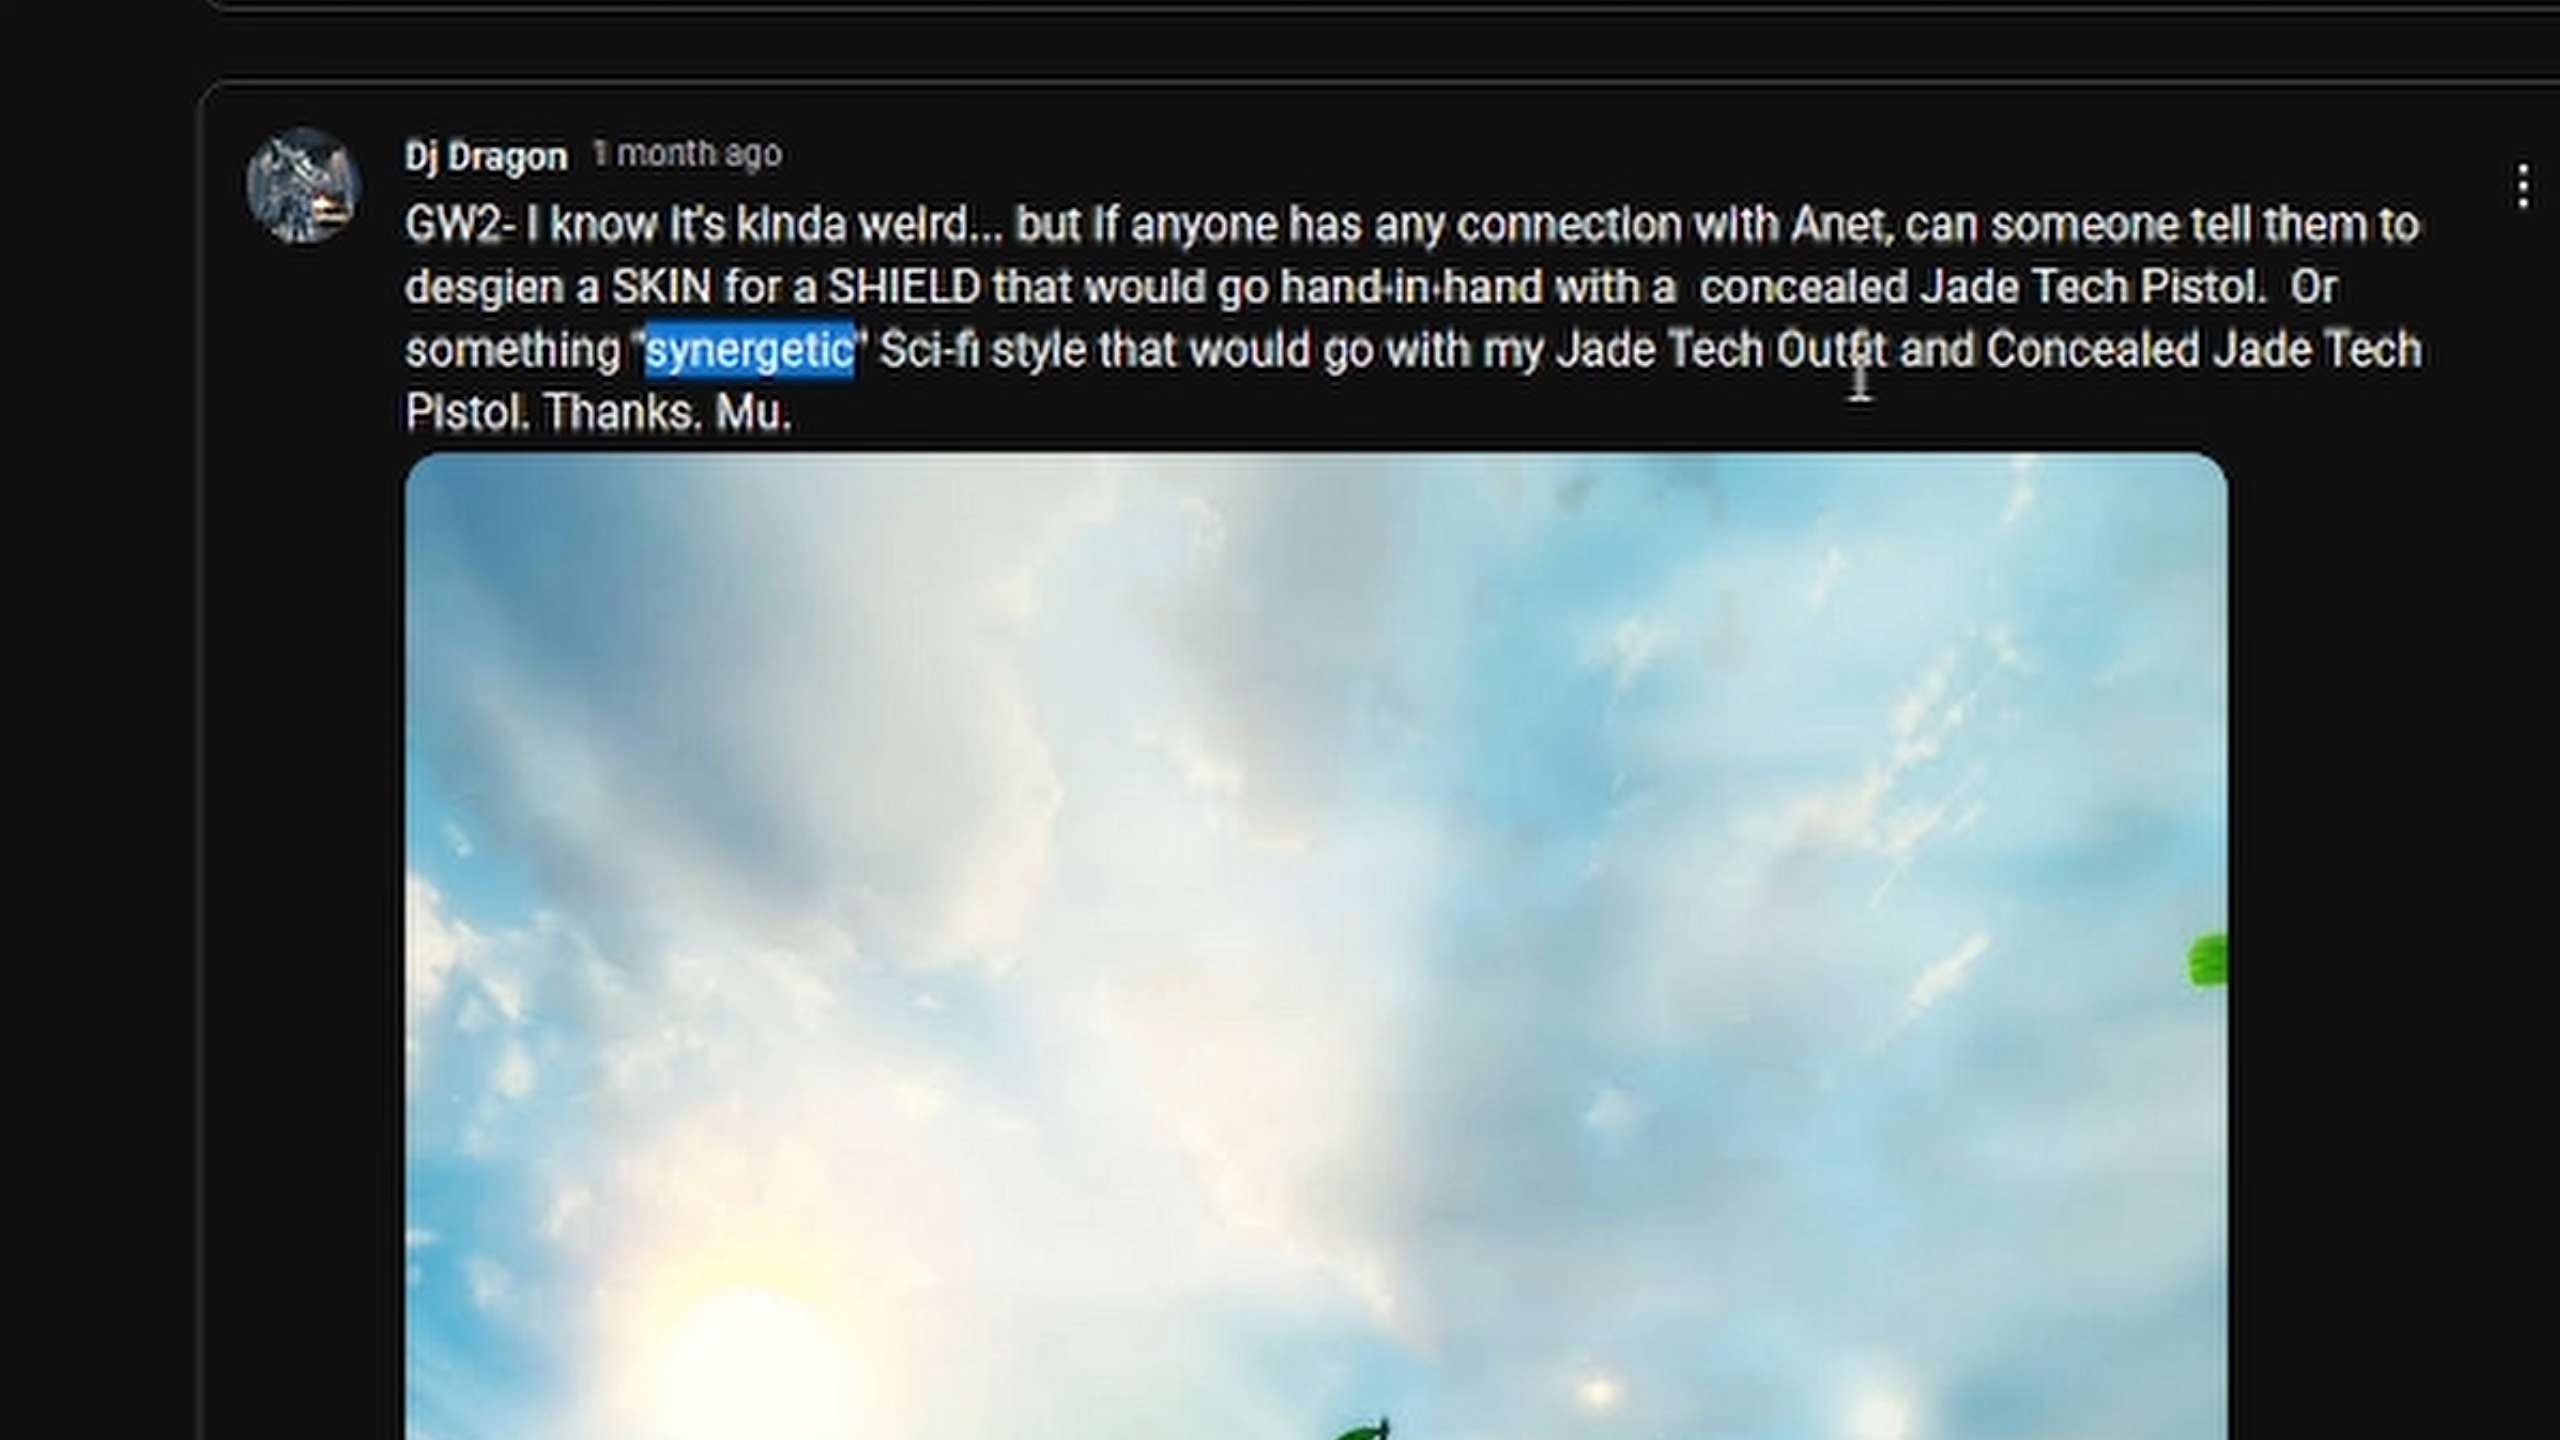 Dj Dragon 1 month ago
GW2- I know it's kinda weird... but if anyone has any connection with Anet, can someone tell them to
desgien a SKIN for a SHIELD that would go hand-in-hand with a  concealed Jade Tech Pistol.  Or
something "synergetic" Sci-fi style that would go with my Jade Tech Outfit and Concealed Jade Tech
Pistol. Thanks. Mu.